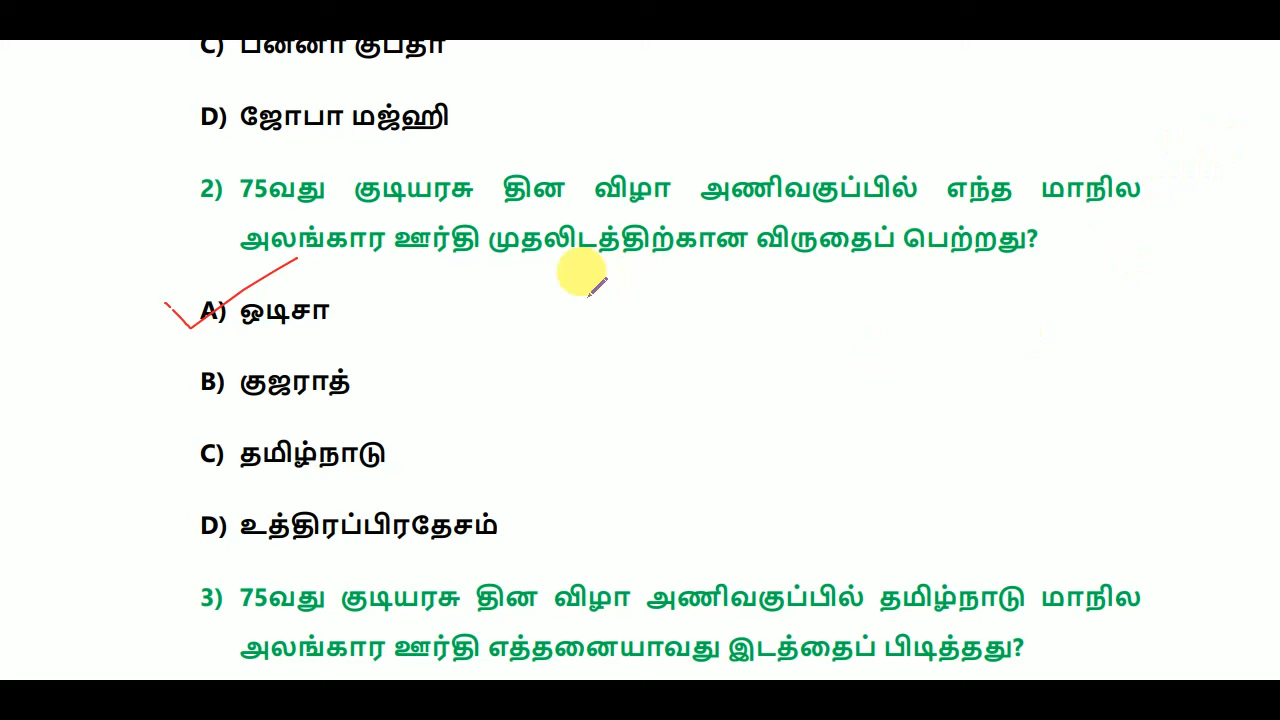 C) பன்னா குப்தா
D) ஜோபா மஜ்ஹி
2) 75வது குடியரசு தின விழா அணிவகுப்பில் எந்த மாநில
அலங்கார ஊர்தி முதலிடத்திற்கான விருதைப் பெற்றது?
A) ஒடிசா
B) குஜராத்
C) தமிழ்நாடு
D) உத்திரப்பிரதேசம்
3) 75வது குடியரசு தின விழா அணிவகுப்பில் தமிழ்நாடு மாநில
அலங்கார ஊர்தி எத்தனையாவது இடத்தைப் பிடித்தது?